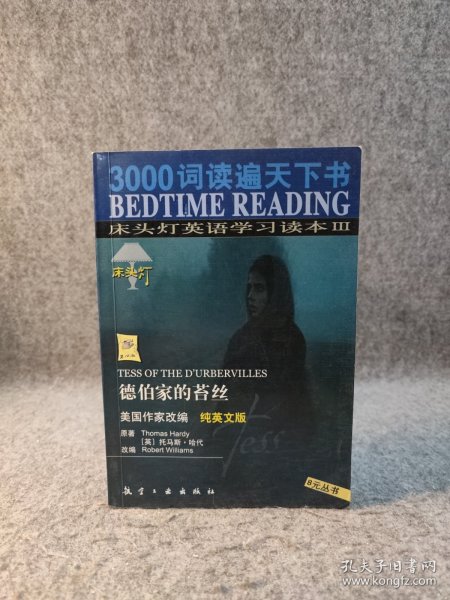 3000词读遍天下书
BEDTIME READING
床头灯英语学习读本III
床头灯
TESS OF THE D'URBERVILLES
德伯家的苔丝
美国作家改编 纯英文版
原著 Thomas Hardy
[英] 托马斯·哈代
改编 Robert Williams
Tess
航空工业出版社
8元丛书
孔夫子旧书网
www.kongfz.com